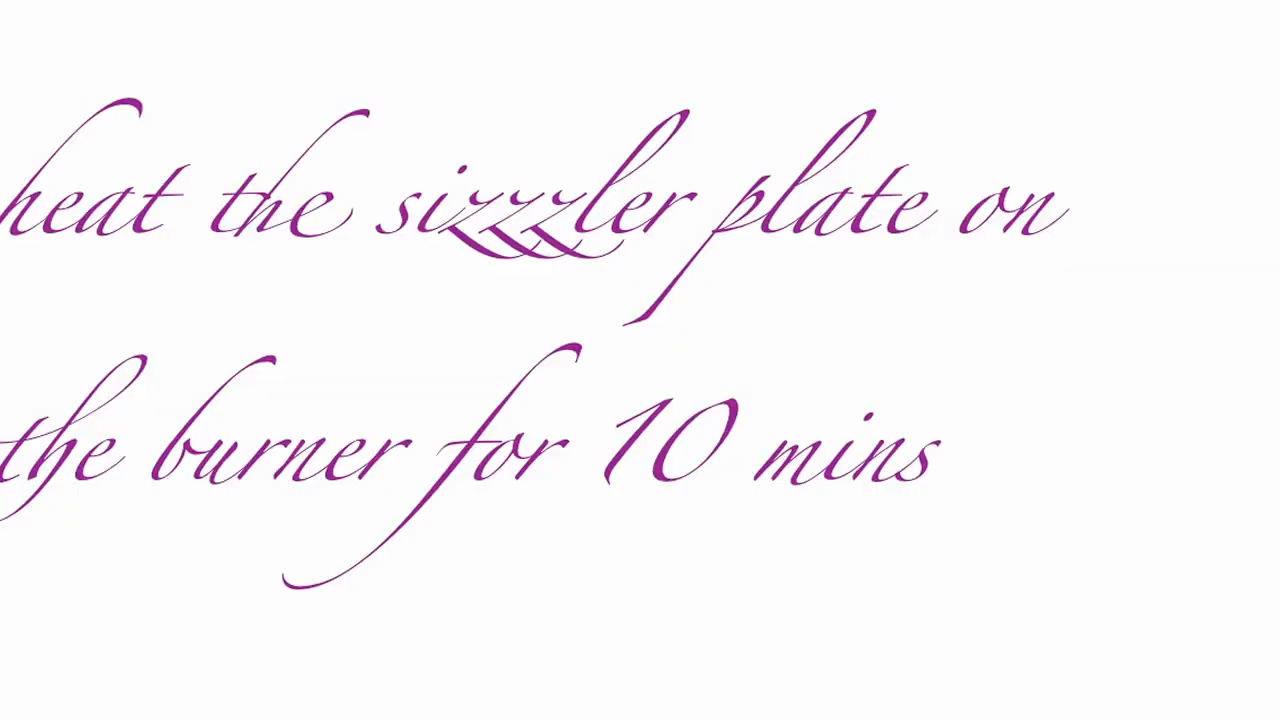 heat the sizzzler plate on
the burner for 10 mins